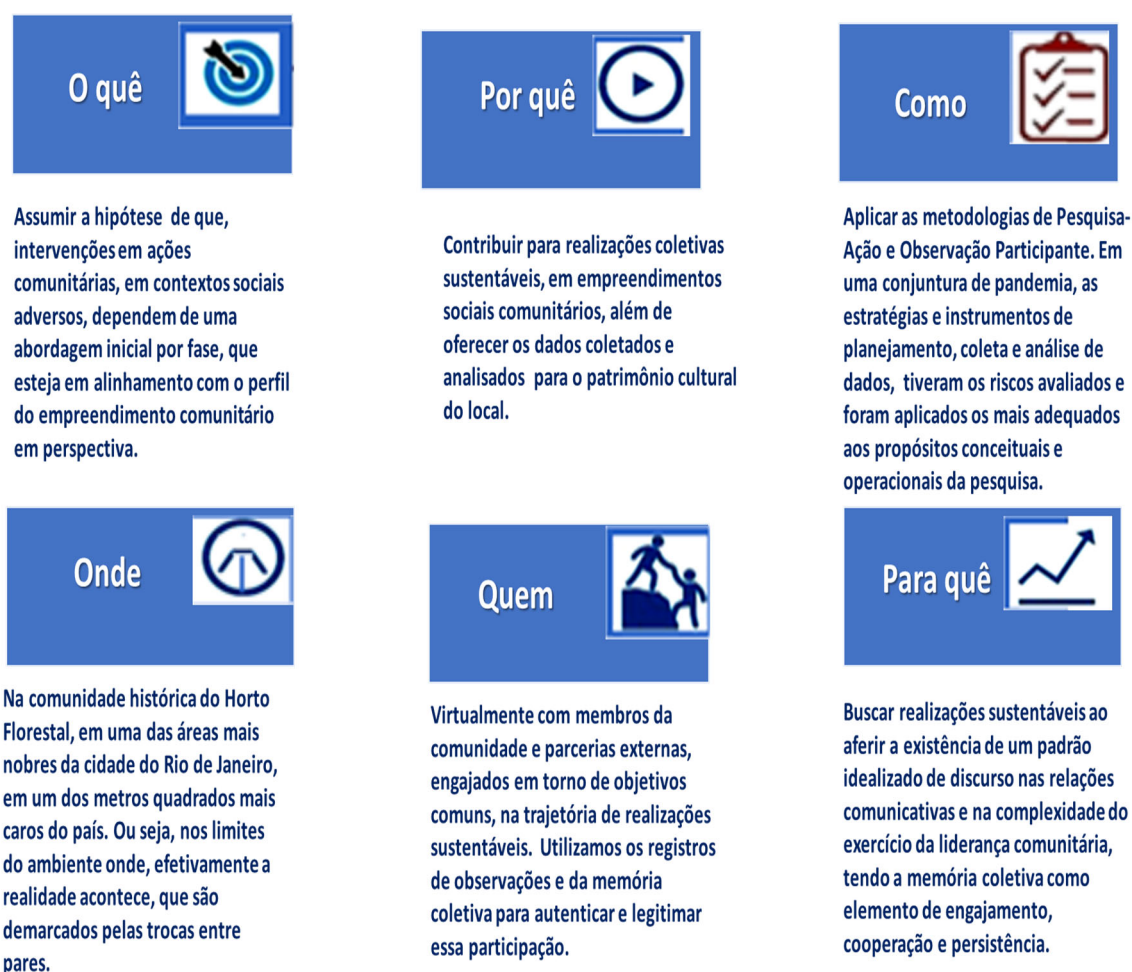 O quê
Assumir a hipótese de que,
intervenções em ações
comunitárias, em contextos sociais
adversos, dependem de uma
abordagem inicial por fase, que
esteja em alinhamento com o perfil
do empreendimento comunitário
em perspectiva.
Por quê
Contribuir para realizações coletivas
sustentáveis, em empreendimentos
sociais comunitários, além de
oferecer os dados coletados e
analisados para o patrimônio cultural
do local.
Como
Aplicar as metodologias de Pesquisa-
Ação e Observação Participante. Em
uma conjuntura de pandemia, as
estratégias e instrumentos de
planejamento, coleta e análise de
dados, tiveram os riscos avaliados e
foram aplicados os mais adequados
aos propósitos conceituais e
operacionais da pesquisa.
Onde
Na comunidade histórica do Horto
Florestal, em uma das áreas mais
nobres da cidade do Rio de Janeiro,
em um dos metros quadrados mais
caros do país. Ou seja, nos limites
do ambiente onde, efetivamente a
realidade acontece, que são
demarcados pelas trocas entre
pares.
Quem
Virtualmente com membros da
comunidade e parcerias externas,
engajados em torno de objetivos
comuns, na trajetória de realizações
sustentáveis. Utilizamos os registros
de observações e da memória
coletiva para autenticar e legitimar
essa participação.
Para quê
Buscar realizações sustentáveis ao
aferir a existência de um padrão
idealizado de discurso nas relações
comunicativas e na complexidade do
exercício da liderança comunitária,
tendo a memória coletiva como
elemento de engajamento,
cooperação e persistência.